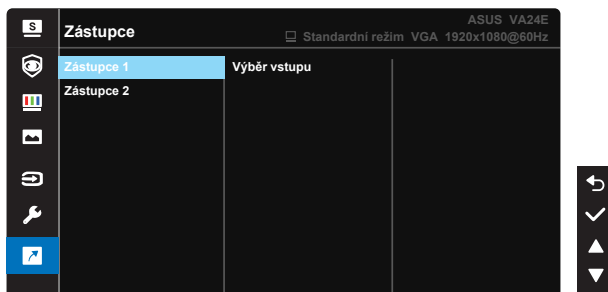 S
Zástupce
ASUS VA24E
Standardní režim VGA 1920x1080@60Hz
Zástupce 1
Výběr vstupu
Zástupce 2